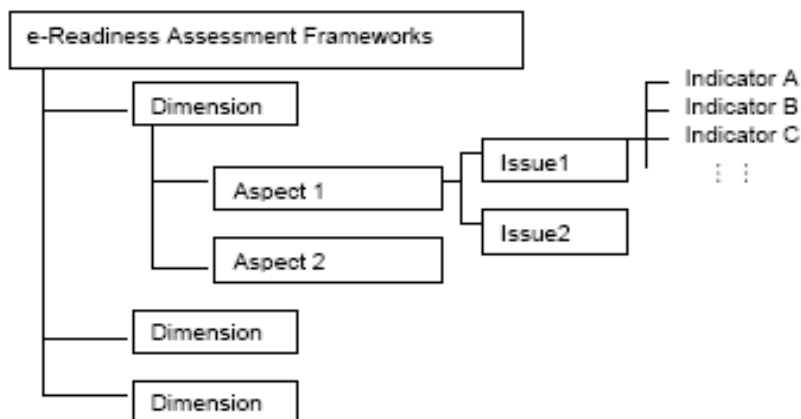 e-Readiness Assessment Frameworks
Dimension
Aspect 1
Issue1
Indicator A
Indicator B
Indicator C
Issue2
Aspect 2
Dimension
Dimension